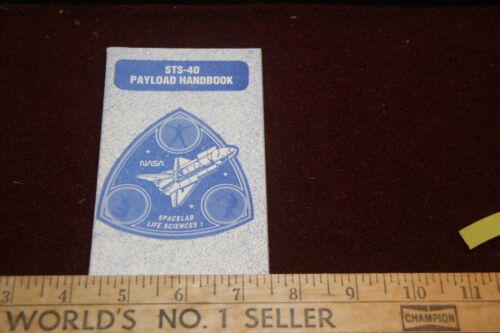 STS-40
PAYLOAD HANDBOOK
NASA
SPACELAB
LIFE SCIENCES 1
3 4 5 6 7 8 9 10 11
WORLD'S NO. 1 SELLER
CHAMPION